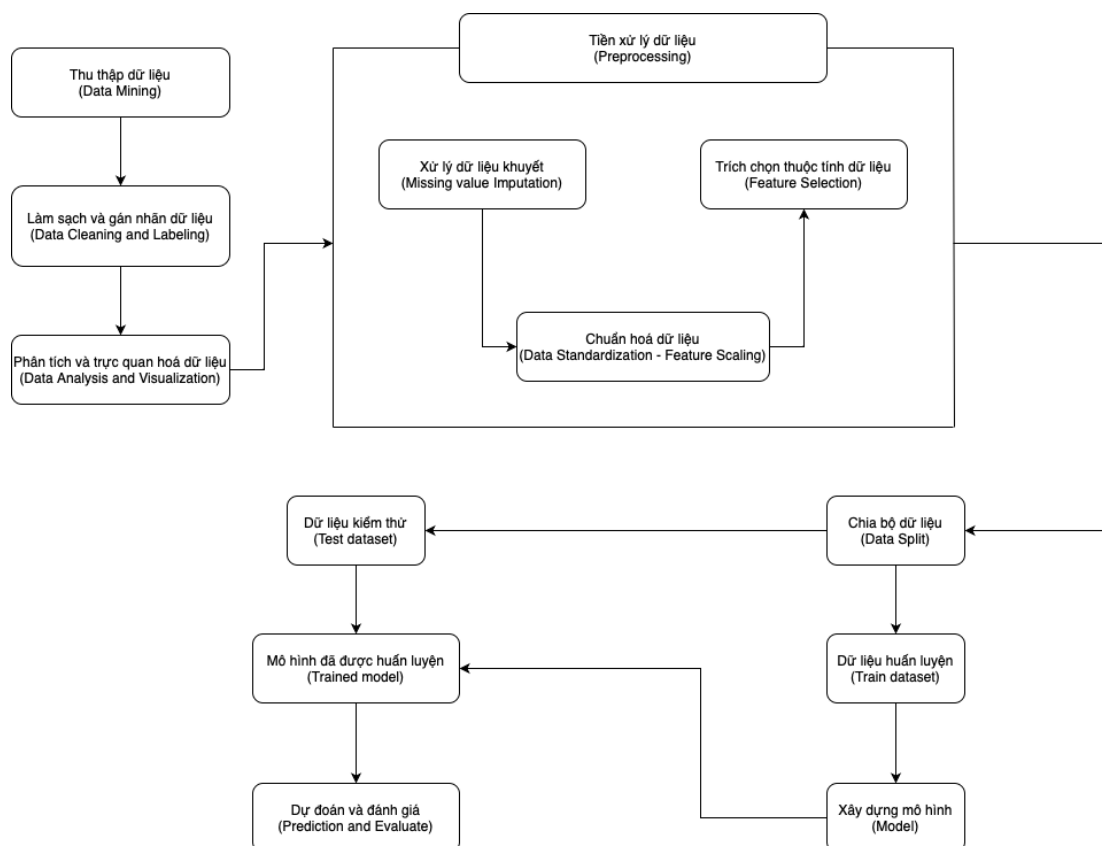 Thu thập dữ liệu
(Data Mining)
Làm sạch và gán nhãn dữ liệu
(Data Cleaning and Labeling)
Phân tích và trực quan hoá dữ liệu
(Data Analysis and Visualization)
Tiền xử lý dữ liệu
(Preprocessing)
Xử lý dữ liệu khuyết
(Missing value Imputation)
Chuẩn hoá dữ liệu
(Data Standardization - Feature Scaling)
Trích chọn thuộc tính dữ liệu
(Feature Selection)
Chia bộ dữ liệu
(Data Split)
Dữ liệu kiểm thử
(Test dataset)
Dữ liệu huấn luyện
(Train dataset)
Xây dựng mô hình
(Model)
Mô hình đã được huấn luyện
(Trained model)
Dự đoán và đánh giá
(Prediction and Evaluate)